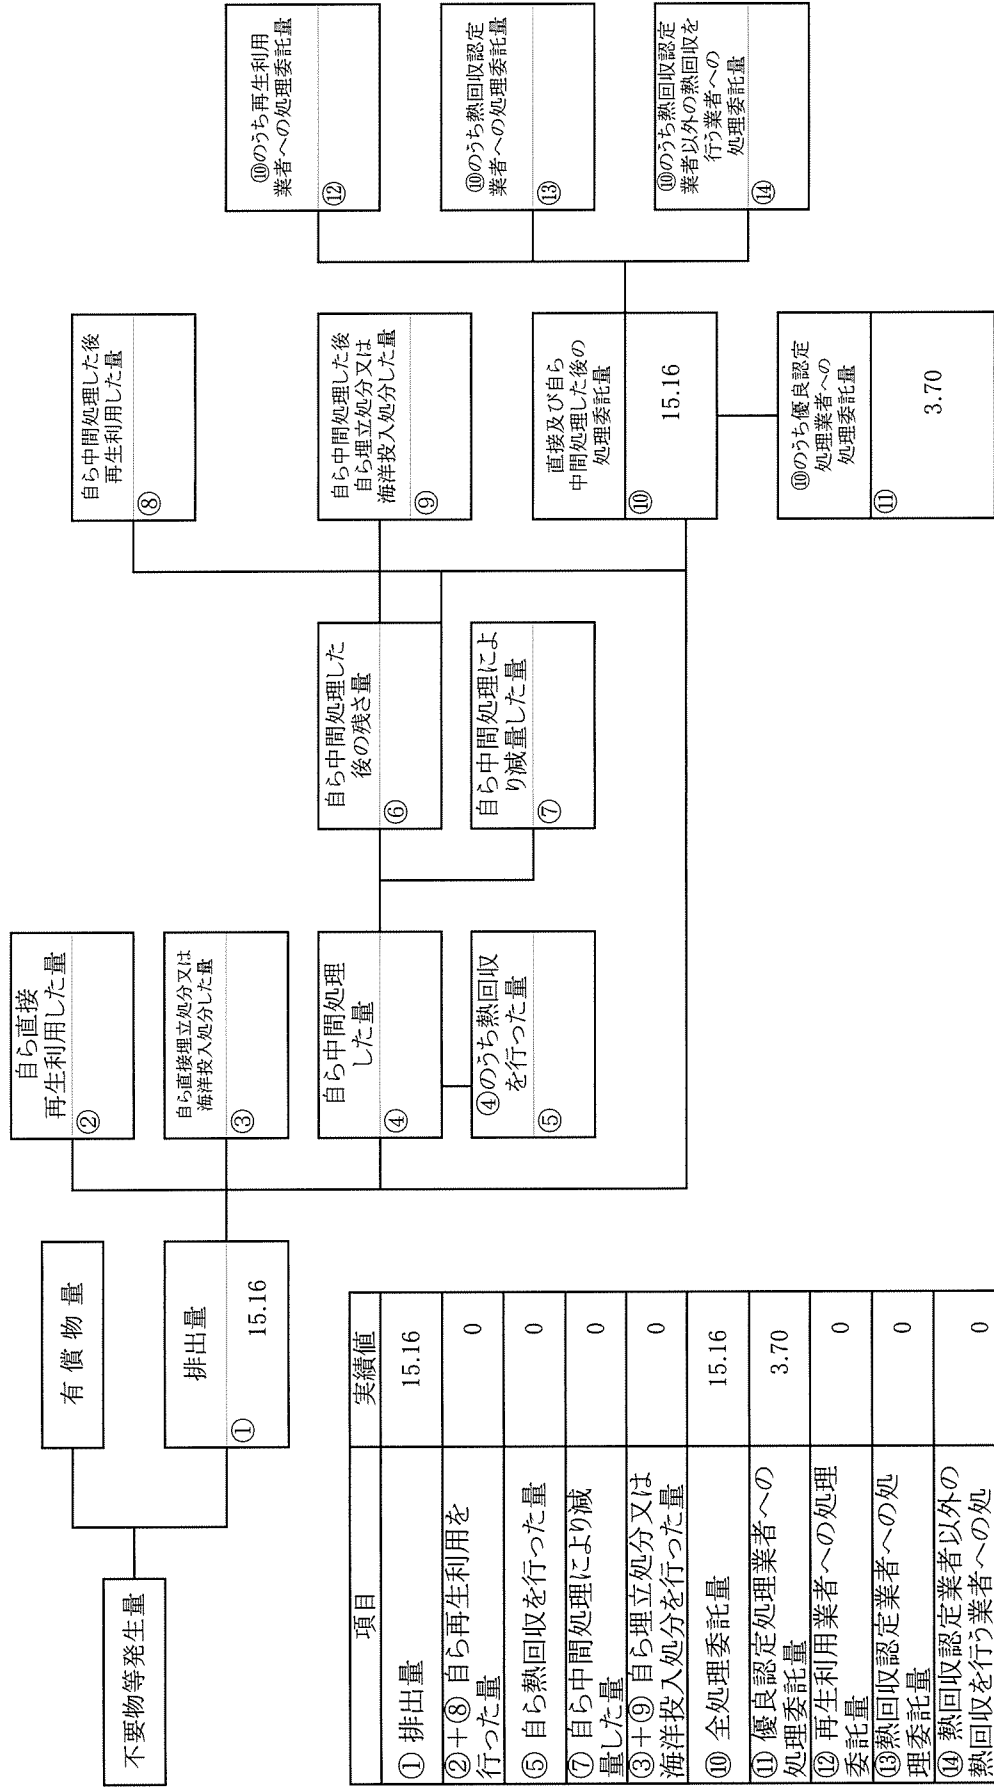 不要物等発生量
有償物量
排出量
①
15.16
自ら直接
再生利用した量
②
自ら直接埋立処分又は
海洋投入処分した量
③
自ら中間処理
した量
④
④のうち熱回収
を行った量
⑤
自ら中間処理した
後の残さ量
⑥
自ら中間処理によ
り減量した量
⑦
自ら中間処理した後
再生利用した量
⑧
自ら中間処理した後
自ら埋立処分又は
海洋投入処分した量
⑨
直接及び自ら
中間処理した後の
処理委託量
⑩
15.16
⑩のうち優良認定
処理業者への
処理委託量
⑪
3.70
⑩のうち再生利用
業者への処理委託量
⑫
⑩のうち熱回収認定
業者への処理委託量
⑬
⑩のうち熱回収認定
業者以外の熱回収を
行う業者への
処理委託量
⑭
項目 実績値
① 排出量 15.16
②+⑧ 自ら再生利用を
行った量 0
⑤ 自ら熱回収を行った量 0
⑦ 自ら中間処理により減
量した量 0
③+⑨ 自ら埋立処分又は
海洋投入処分を行った量 0
⑩ 全処理委託量 15.16
⑪ 優良認定処理業者への
処理委託量 3.70
⑫ 再生利用業者への処理
委託量 0
⑬熱回収認定業者への処
理委託量 0
⑭ 熱回収認定業者以外の
熱回収を行う業者への処 0